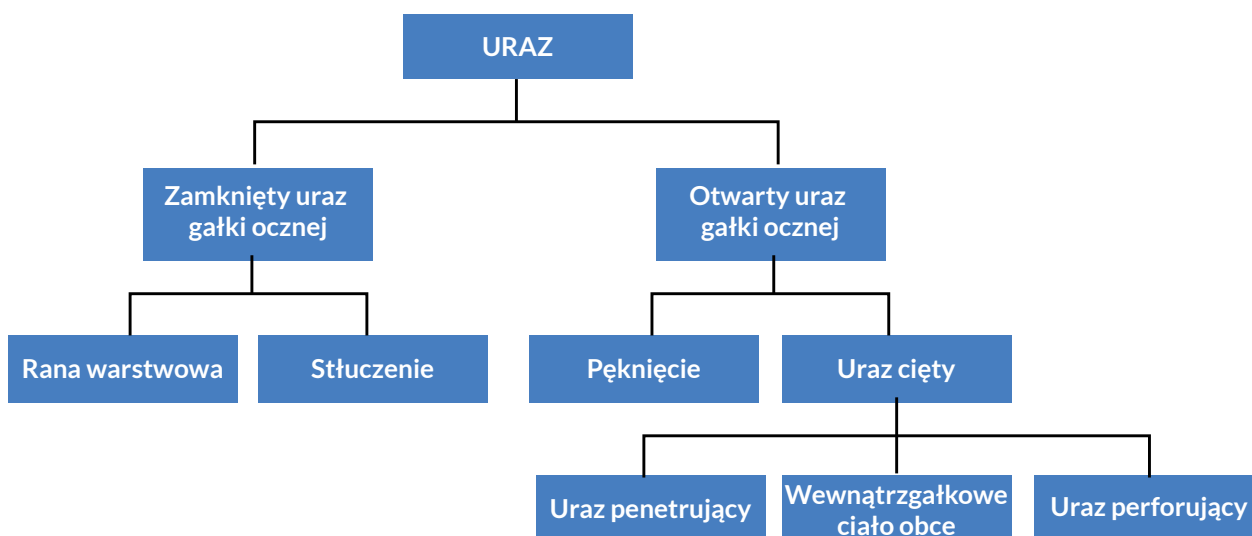 URAZ
Zamknięty uraz
gałki ocznej
Otwarty uraz
gałki ocznej
Rana warstwowa
Stłuczenie
Pęknięcie
Uraz cięty
Uraz penetrujący
Wewnątrzgałkowe
ciało obce
Uraz perforujący